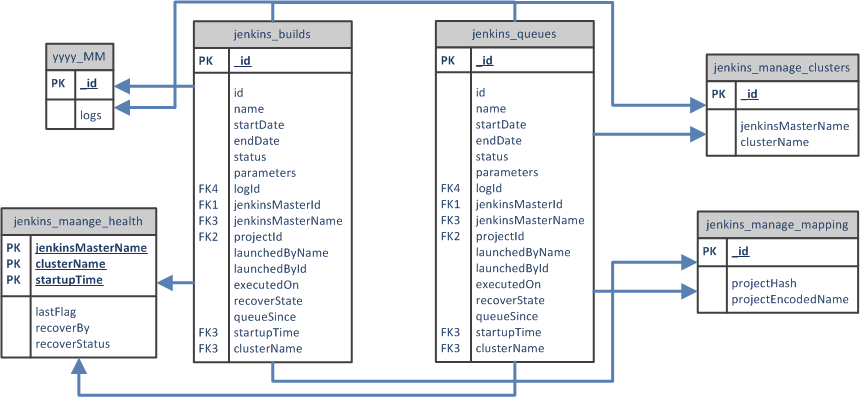 yyyy_MM
PK _id
logs
jenkins_builds
PK _id
id
name
startDate
endDate
status
parameters
FK4 logId
FK1 jenkinsMasterId
FK3 jenkinsMasterName
FK2 projectId
launchedByName
launchedById
executedOn
recoverState
queueSince
FK3 startupTime
FK3 clusterName
jenkins_queues
PK _id
id
name
startDate
endDate
status
parameters
FK4 logId
FK1 jenkinsMasterId
FK3 jenkinsMasterName
FK2 projectId
launchedByName
launchedById
executedOn
recoverState
queueSince
FK3 startupTime
FK3 clusterName
jenkins_manage_clusters
PK _id
jenkinsMasterName
clusterName
jenkins_maange_health
PK jenkinsMasterName
PK clusterName
PK startupTime
lastFlag
recoverBy
recoverStatus
jenkins_manage_mapping
PK _id
projectHash
projectEncodedName